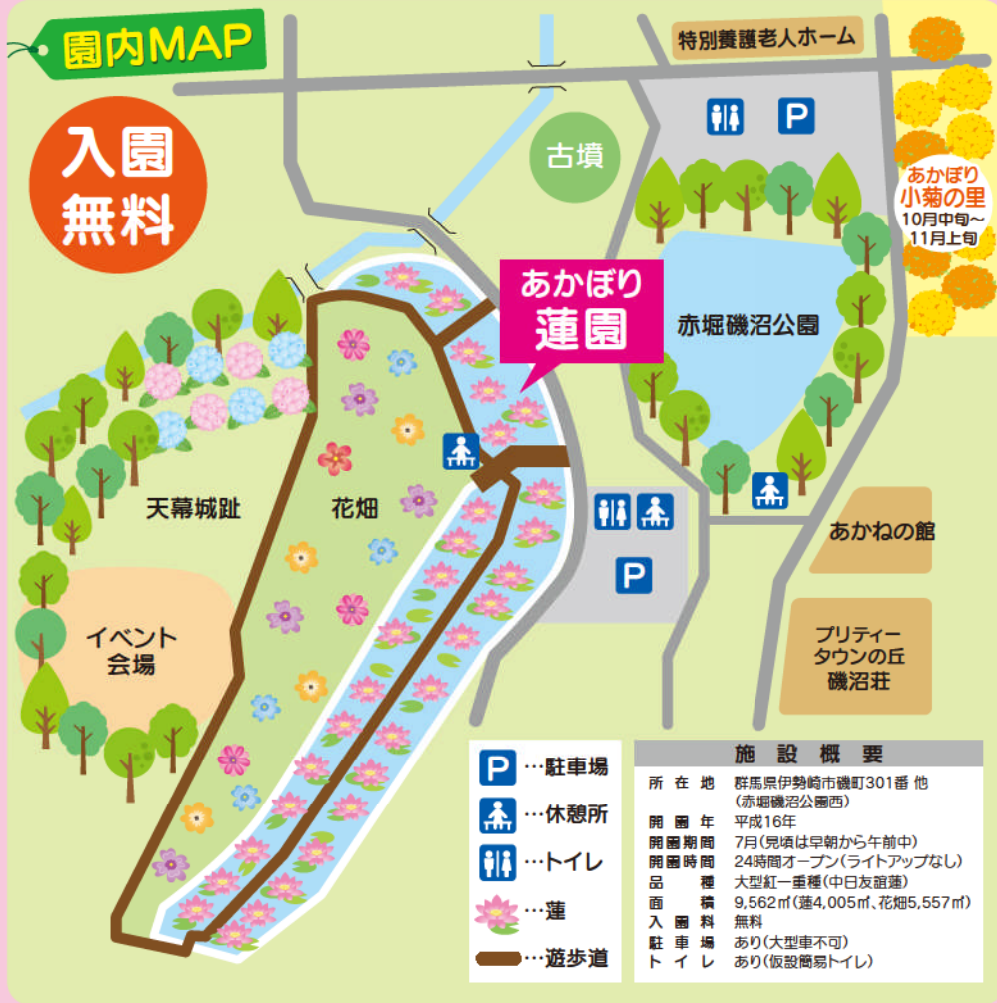 園内MAP
入園
無料
特別養護老人ホーム
P
古墳
あかぼり
小菊の里
10月中旬～
11月上旬
あかぼり
蓮園
赤堀磯沼公園
天幕城趾
花畑
P
あかねの館
イベント
会場
プリティー
タウンの丘
磯沼荘
P…駐車場
…休憩所
…トイレ
…蓮
…遊歩道
施設概要
所在地 群馬県伊勢崎市磯町301番 他
(赤堀磯沼公園西)
開園年 平成16年
開園期間 7月(見頃は早朝から午前中)
開園時間 24時間オープン(ライトアップなし)
品種 大型紅一重種(中日友誼蓮)
面積 9,562㎡(蓮4,005㎡、花畑5,557㎡)
入園料 無料
駐車場 あり(大型車不可)
トイレ あり(仮設簡易トイレ)